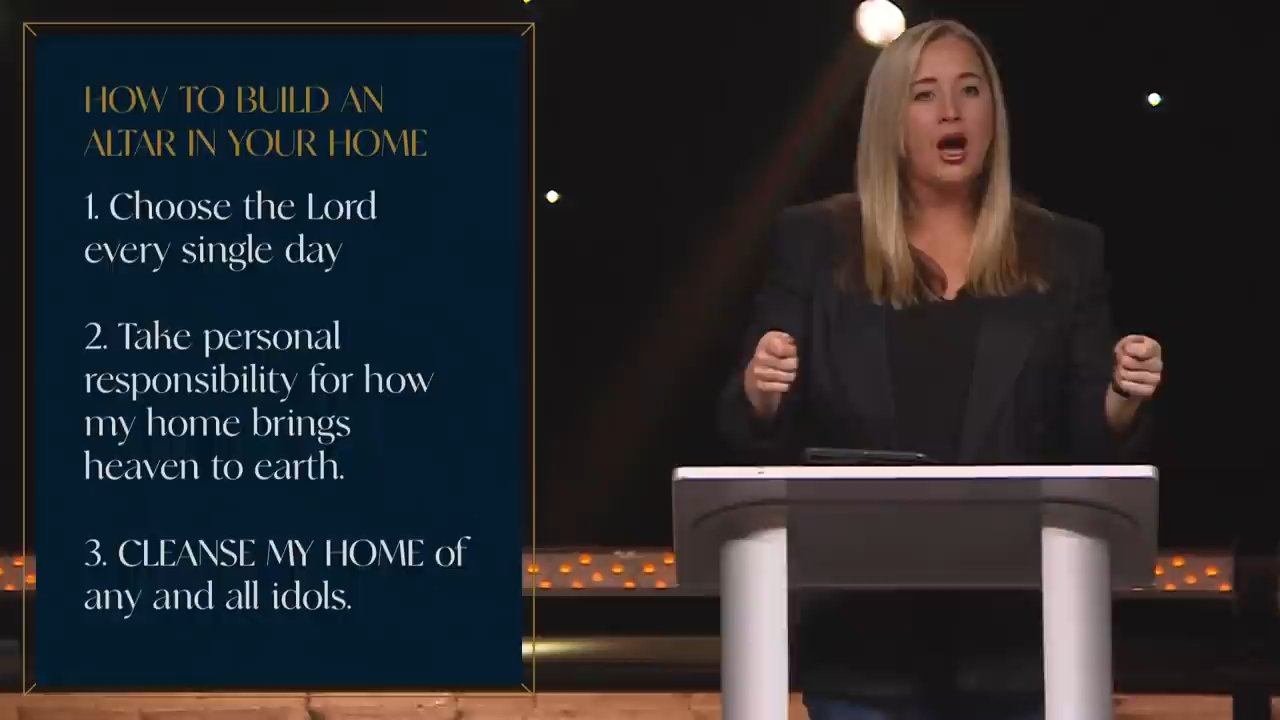 HOW TO BUILD AN
ALTAR IN YOUR HOME
1. Choose the Lord
every single day
2. Take personal
responsibility for how
my home brings
heaven to earth.
3. CLEANSE MY HOME of
any and all idols.